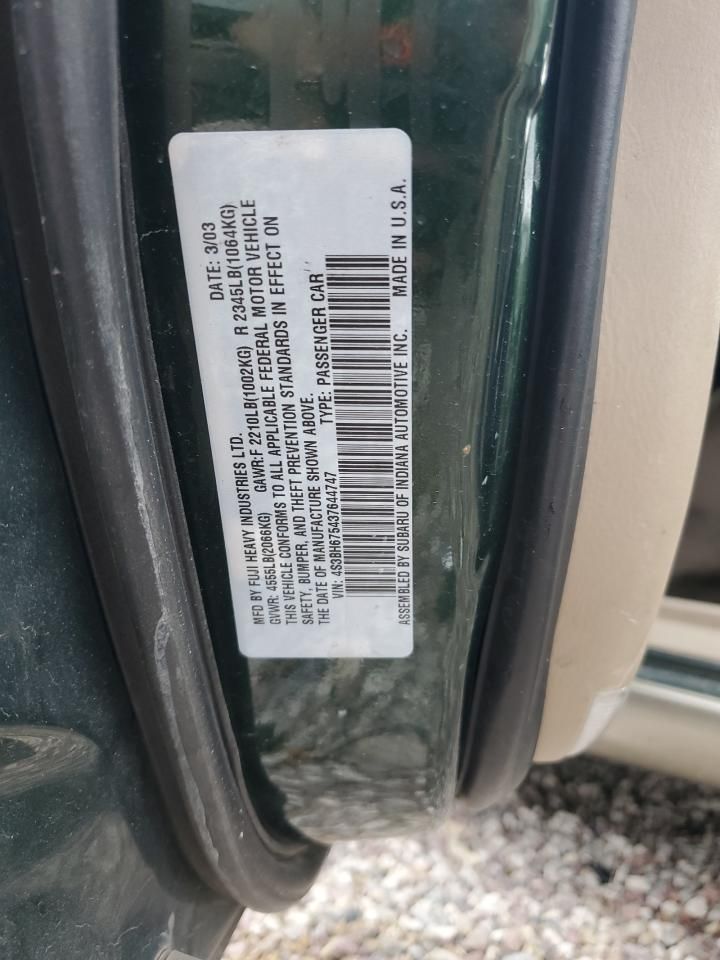 MFD BY FUJI HEAVY INDUSTRIES LTD. DATE: 3/03
GVWR: 4555LB(2066KG) GAWR:F 2210LB(1002KG) R 2345LB(1064KG)
THIS VEHICLE CONFORMS TO ALL APPLICABLE FEDERAL MOTOR VEHICLE
SAFETY, BUMPER, AND THEFT PREVENTION STANDARDS IN EFFECT ON
THE DATE OF MANUFACTURE SHOWN ABOVE.
VIN: 4S3BH675437644747 TYPE: PASSENGER CAR
ASSEMBLED BY SUBARU OF INDIANA AUTOMOTIVE INC. MADE IN U.S.A.